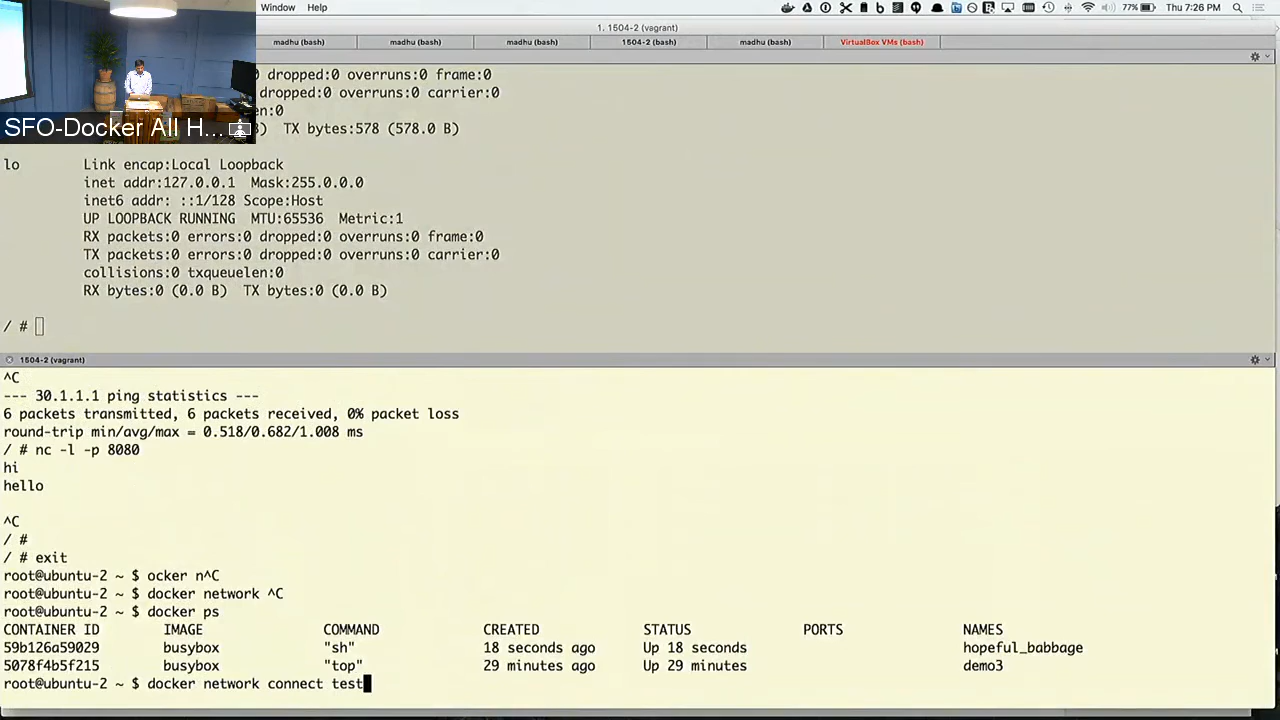 Window Help
77% Thu 7:26 PM
1. 1504-2 (vagrant)
madhu (bash) madhu (bash) madhu (bash) 1504-2 (bash) madhu (bash) VirtualBox VMs (bash)
0 dropped:0 overruns:0 frame:0
dropped:0 overruns:0 carrier:0
en:0
B) TX bytes:578 (578.0 B)
SFO-Docker All H...
lo Link encap:Local Loopback
inet addr:127.0.0.1 Mask:255.0.0.0
inet6 addr: ::1/128 Scope:Host
UP LOOPBACK RUNNING MTU:65536 Metric:1
RX packets:0 errors:0 dropped:0 overruns:0 frame:0
TX packets:0 errors:0 dropped:0 overruns:0 carrier:0
collisions:0 txqueuelen:0
RX bytes:0 (0.0 B) TX bytes:0 (0.0 B)
/ #
1504-2 (vagrant)
^C
--- 30.1.1.1 ping statistics ---
6 packets transmitted, 6 packets received, 0% packet loss
round-trip min/avg/max = 0.518/0.682/1.008 ms
/ # nc -l -p 8080
hi
hello
^C
/ #
/ # exit
root@ubuntu-2 ~ $ ocker n^C
root@ubuntu-2 ~ $ docker network ^C
root@ubuntu-2 ~ $ docker ps
CONTAINER ID IMAGE COMMAND CREATED STATUS PORTS NAMES
59b126a59029 busybox "sh" 18 seconds ago Up 18 seconds hopeful_babbage
5078f4b5f215 busybox "top" 29 minutes ago Up 29 minutes demo3
root@ubuntu-2 ~ $ docker network connect test